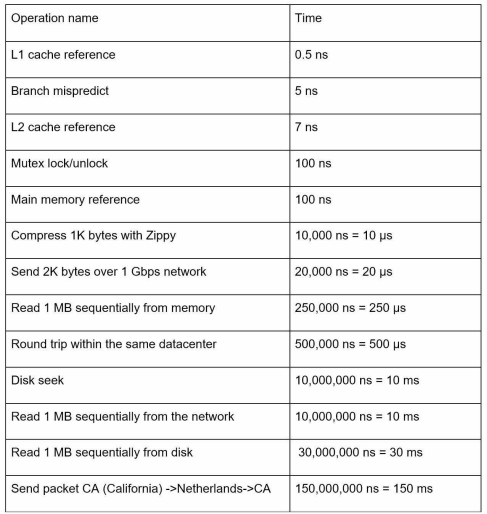 Operation name Time
L1 cache reference 0.5 ns
Branch mispredict 5 ns
L2 cache reference 7 ns
Mutex lock/unlock 100 ns
Main memory reference 100 ns
Compress 1K bytes with Zippy 10,000 ns = 10 μs
Send 2K bytes over 1 Gbps network 20,000 ns = 20 μs
Read 1 MB sequentially from memory 250,000 ns = 250 μs
Round trip within the same datacenter 500,000 ns = 500 μs
Disk seek 10,000,000 ns = 10 ms
Read 1 MB sequentially from the network 10,000,000 ns = 10 ms
Read 1 MB sequentially from disk 30,000,000 ns = 30 ms
Send packet CA (California) ->Netherlands->CA 150,000,000 ns = 150 ms